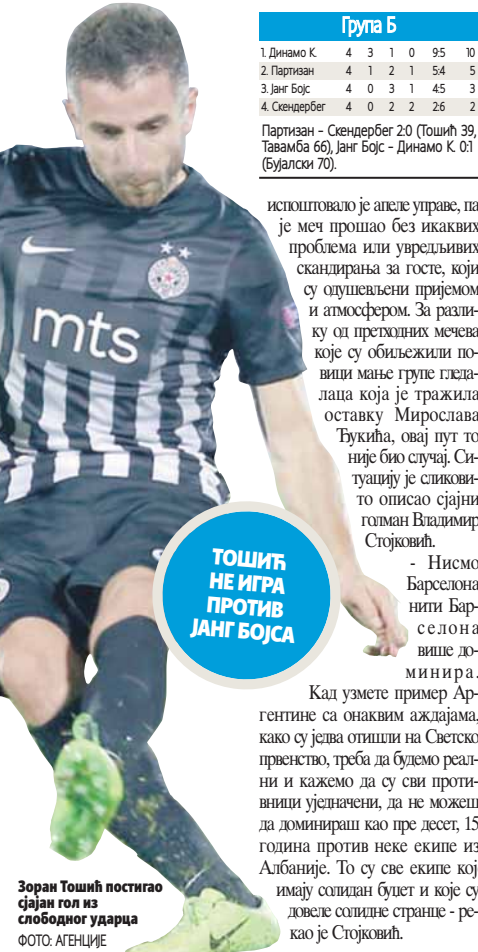 Група Б
1. Динамо К. 4 3 1 0 9:5 10
2. Партизан 4 1 2 1 5:4 5
3. Јанг Бојс 4 0 3 1 4:5 3
4. Скендербег 4 0 2 2 2:6 2
Партизан – Скендербег 2:0 (Тошић 39,
Тавамба 66), Јанг Бојс – Динамо К. 0:1
(Бујалски 70).
испоштовало је апеле управе, па
је меч прошао без икаквих
проблема или увредљивих
скандирања за госте, који
су одушевљени пријемом
и атмосфером. За разли-
ку од претходних мечева
које су обиљежили по-
вици мање групе гледа-
лаца која је тражила
оставку Мирослава
Ђукића, овај пут то
није био случај. Си-
туацију је сликови-
то описао сјајни
голман Владимир
Стојковић.
- Нисмо
Барселона
нити Бар-
селона
више до-
минира.
Кад узмете пример Ар-
гентине са онаквим аждајама,
како су једва отишли на Светско
првенство, треба да будемо реал-
ни и кажемо да су сви проти-
вници уједначени, да не можеш
да доминираш као пре десет, 15
година против неке екипе из
Албаније. То су све екипе кој
имају солидан буџет и које су
довеле солидне странце - ре-
као је Стојковић.
mts
ТОШИЋ
НЕ ИГРА
ПРОТИВ
ЈАНГ БОЈСА
Зоран Тошић постигао
сјајан гол из
слободног ударца
ФОТО: АГЕНЦИЈЕ